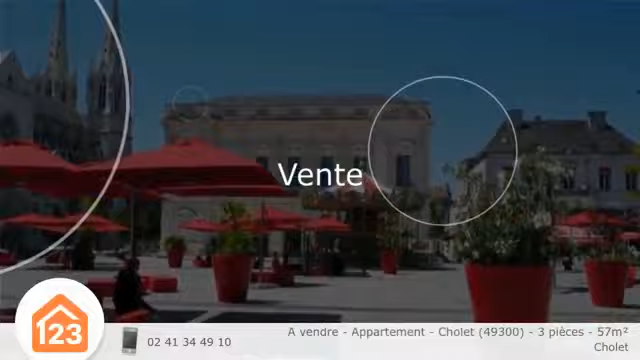 Vente
123
02 41 34 49 10
A vendre - Appartement - Cholet (49300) - 3 pièces - 57m²
Cholet